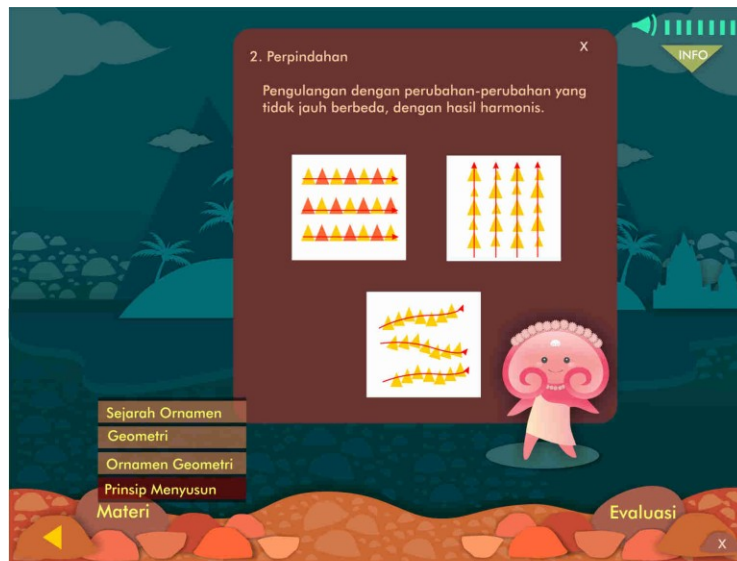 INFO
X
2. Perpindahan
Pengulangan dengan perubahan-perubahan yang
tidak jauh berbeda, dengan hasil harmonis.
Sejarah Ornamen
Geometri
Ornamen Geometri
Prinsip Menyusun
Materi
Evaluasi
X